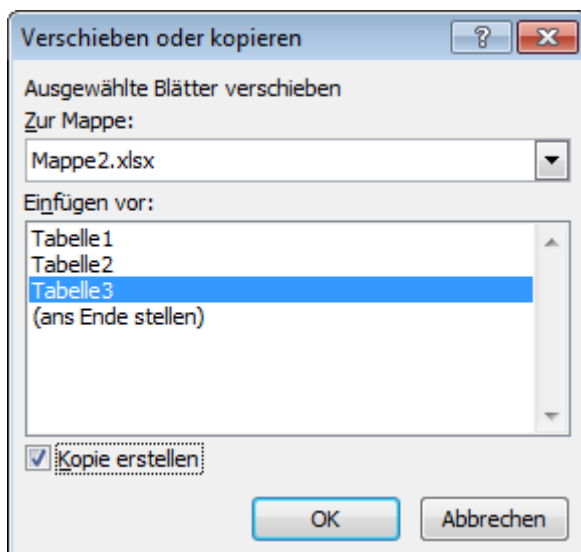 Verschieben oder kopieren
Ausgewählte Blätter verschieben
Zur Mappe:
Mappe2.xlsx
Einfügen vor:
Tabelle1
Tabelle2
Tabelle3
(ans Ende stellen)
Kopie erstellen
OK
Abbrechen